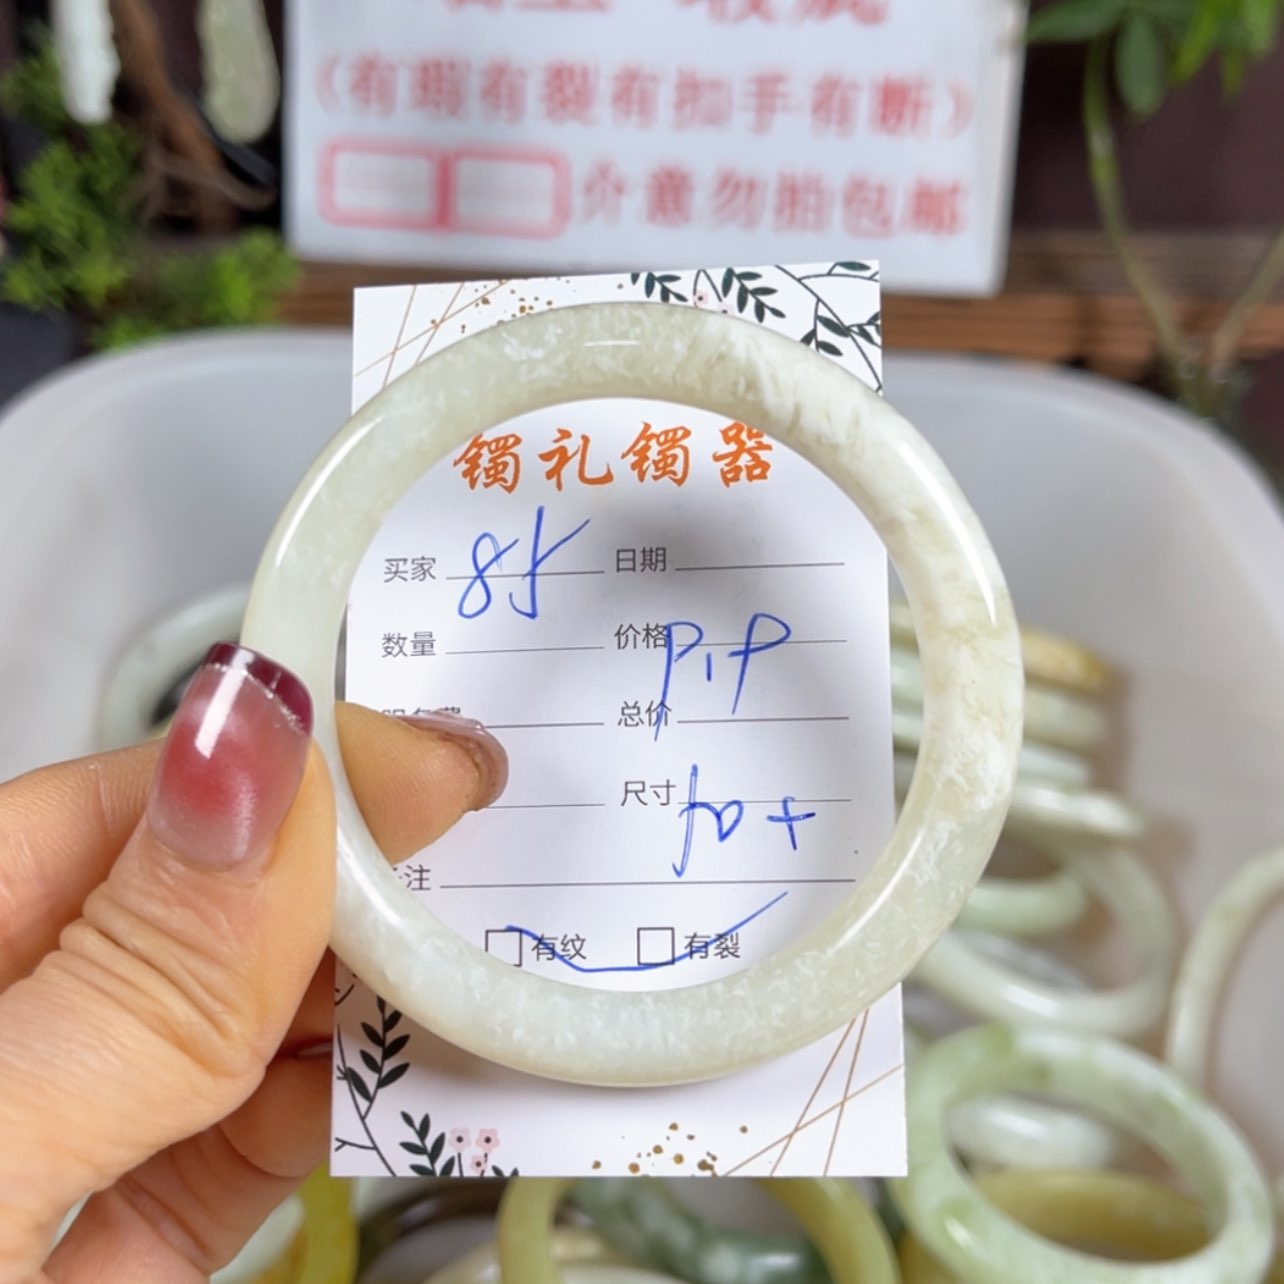 (有瑕有裂有扣手有断)
介意勿拍包邮
镯礼镯器
买家 85 日期
数量 价格 P1P
总价
尺寸 50+
注
有纹 有裂